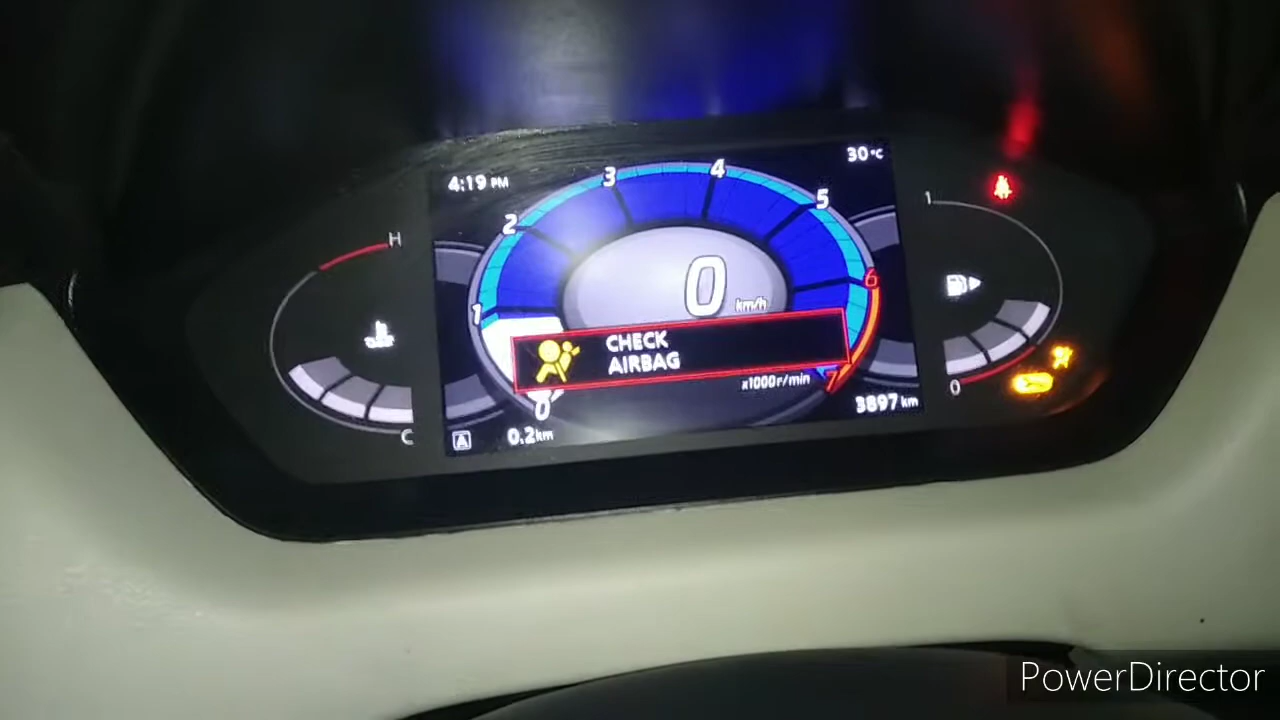 4:19 PM
30°C
H
C
1
2
3
4
5
6
7
0
0 km/h
CHECK
AIRBAG
x1000r/min
A
0.2km
3897 km
1
0
PowerDirector